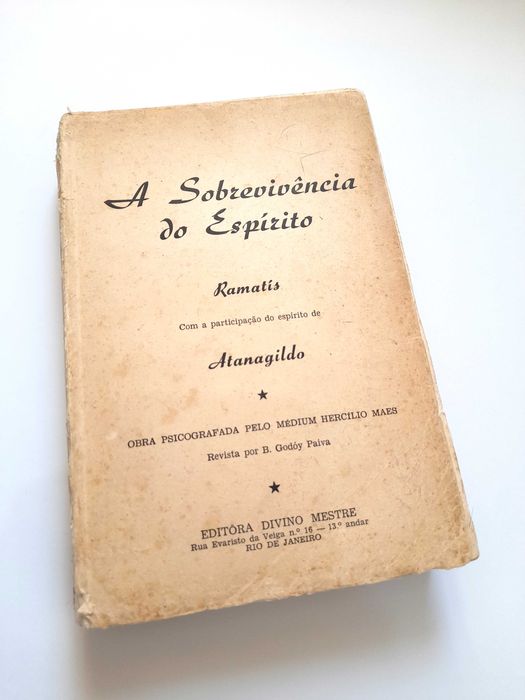 A Sobrevivência
do Espírito
Ramatís
Com a participação do espírito de
Atanagildo
★
OBRA PSICOGRAFADA PELO MÉDIUM HERCÍLIO MAES
Revista por B. Godóy Paiva
★
EDITÔRA DIVINO MESTRE
Rua Evaristo da Veiga n.º 16 — 13.º andar
RIO DE JANEIRO